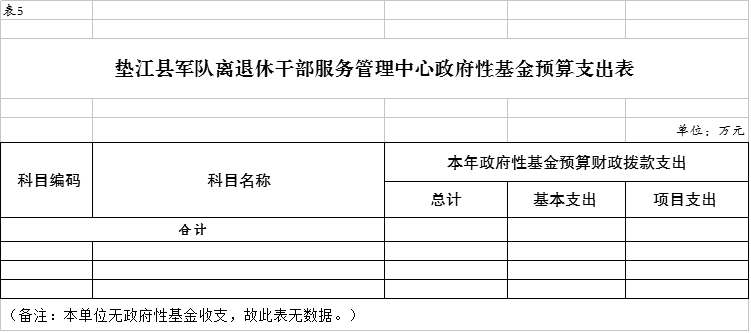 表5
垫江县军队离退休干部服务管理中心政府性基金预算支出表
单位：万元
科目编码 科目名称 本年政府性基金预算财政拨款支出
总计 基本支出 项目支出
合计
（备注：本单位无政府性基金收支，故此表无数据。）